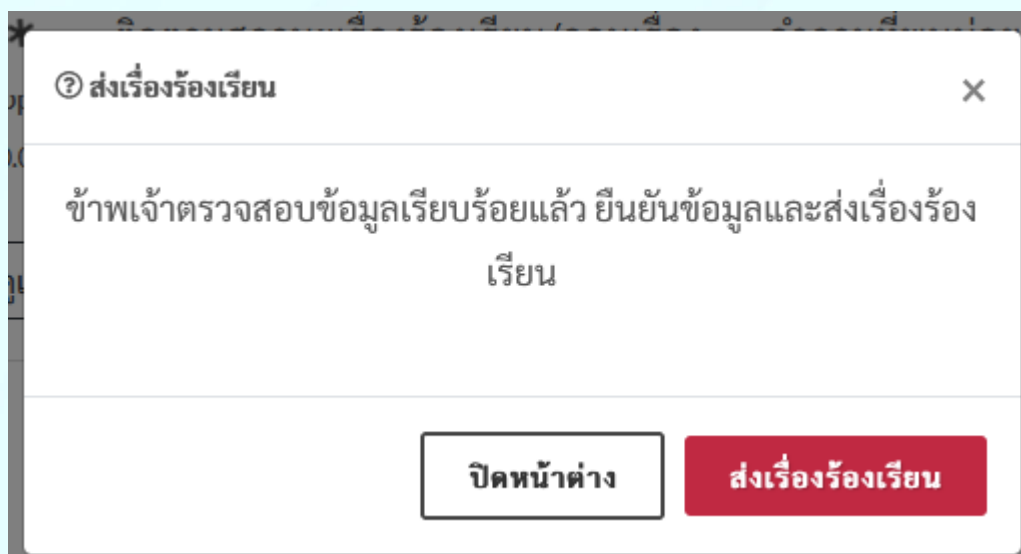 ส่งเรื่องร้องเรียน
ข้าพเจ้าตรวจสอบข้อมูลเรียบร้อยแล้ว ยืนยันข้อมูลและส่งเรื่องร้อง
เรียน
ปิดหน้าต่าง ส่งเรื่องร้องเรียน